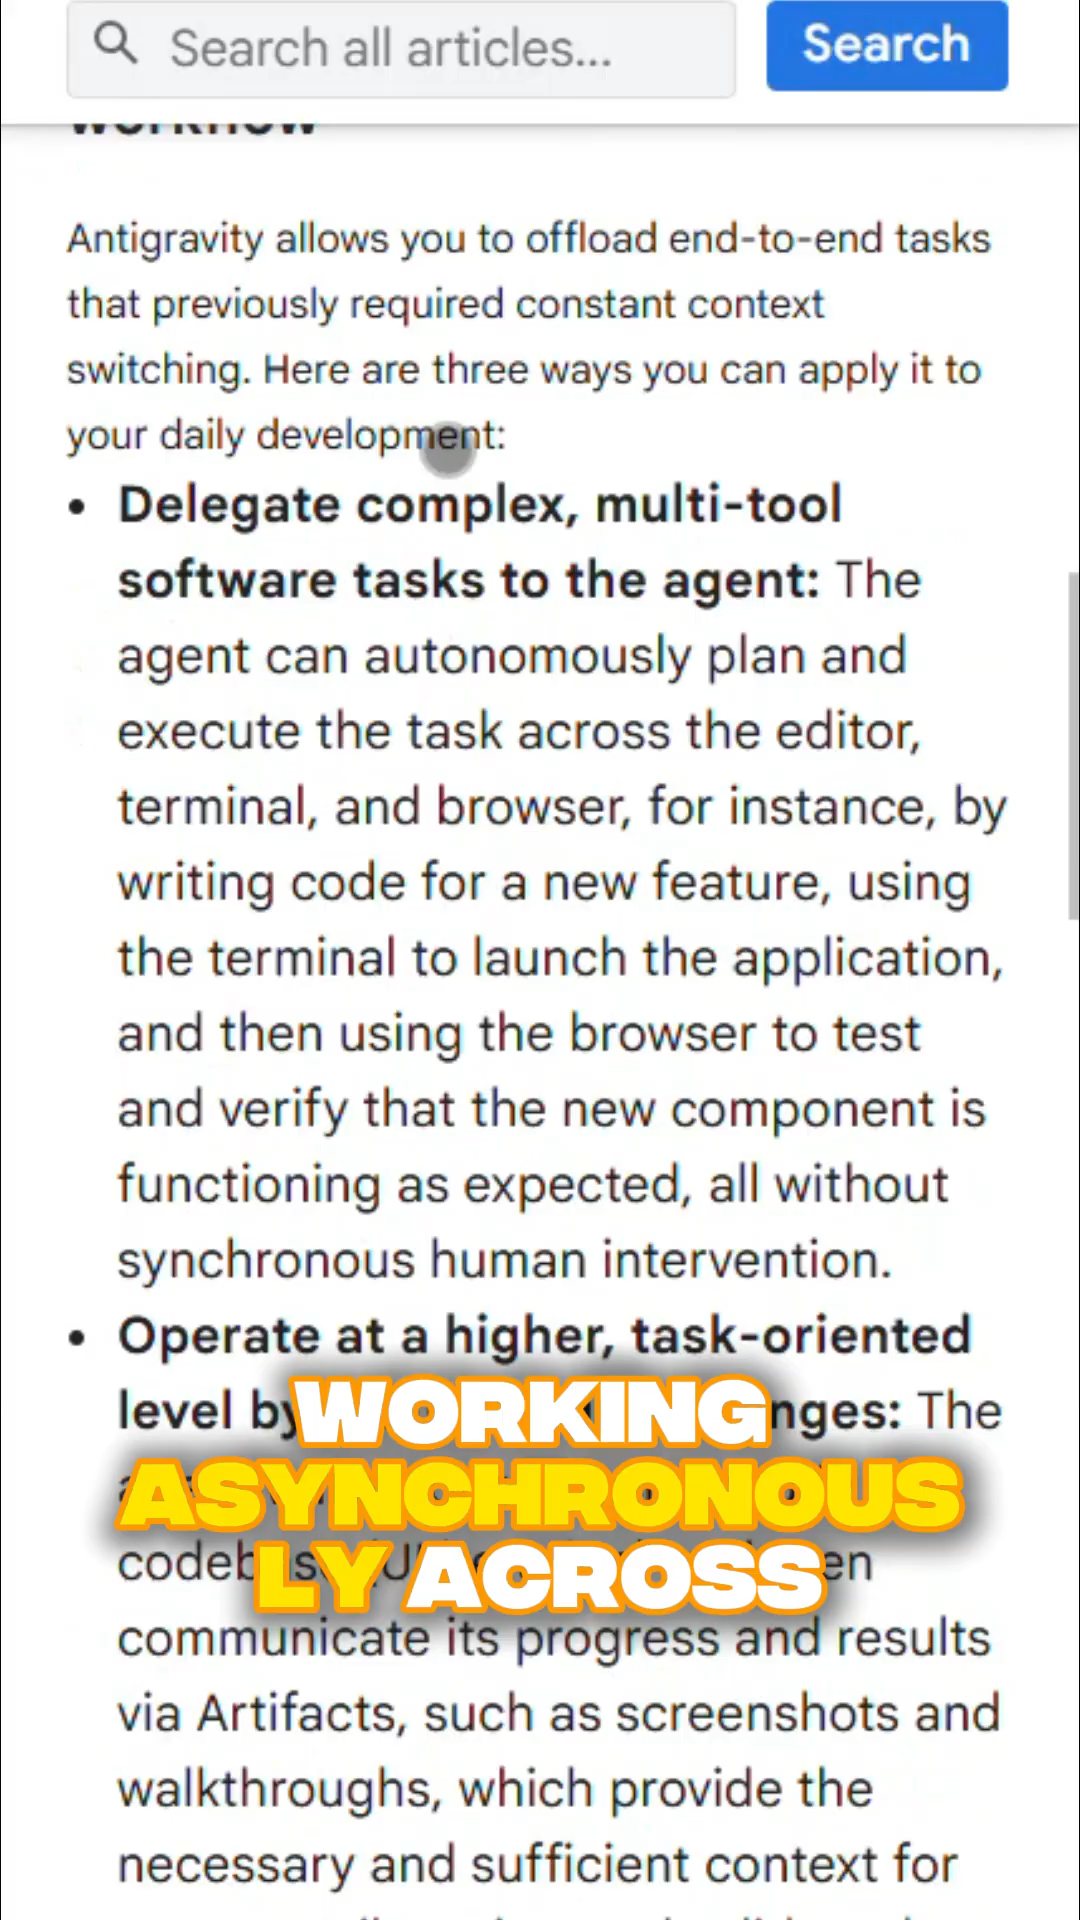 Search all articles...
Search
workflow
Antigravity allows you to offload end-to-end tasks
that previously required constant context
switching. Here are three ways you can apply it to
your daily development:
• Delegate complex, multi-tool
software tasks to the agent: The
agent can autonomously plan and
execute the task across the editor,
terminal, and browser, for instance, by
writing code for a new feature, using
the terminal to launch the application,
and then using the browser to test
and verify that the new component is
functioning as expected, all without
synchronous human intervention.
• Operate at a higher, task-oriented
level by
The
WORKING
ASYNCHRONOUS
LY ACROSS
communicate its progress and results
via Artifacts, such as screenshots and
walkthroughs, which provide the
necessary and sufficient context for